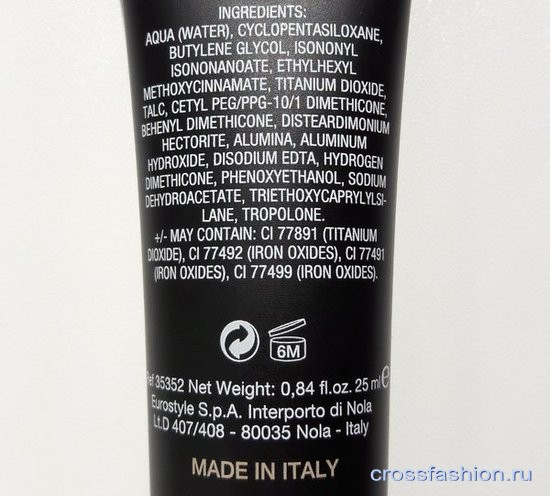 INGREDIENTS:
AQUA (WATER), CYCLOPENTASILOXANE,
BUTYLENE GLYCOL, ISONONYL
ISONONANOATE, ETHYLHEXYL
METHOXYCINNAMATE, TITANIUM DIOXIDE,
TALC, CETYL PEG/PPG-10/1 DIMETHICONE,
BEHENYL DIMETHICONE, DISTEARDIMONIUM
HECTORITE, ALUMINA, ALUMINUM
HYDROXIDE, DISODIUM EDTA, HYDROGEN
DIMETHICONE, PHENOXYETHANOL, SODIUM
DEHYDROACETATE, TRIETHOXYCAPRYLYLSI-
LANE, TROPOLONE.
+/- MAY CONTAIN: CI 77891 (TITANIUM
DIOXIDE), CI 77492 (IRON OXIDES), CI 77491
(IRON OXIDES), CI 77499 (IRON OXIDES).
6M
Ref 35352 Net Weight: 0,84 fl.oz. 25 ml e
Eurostyle S.p.A. Interporto di Nola
Lt.D 407/408 - 80035 Nola - Italy
MADE IN ITALY
crossfashion.ru